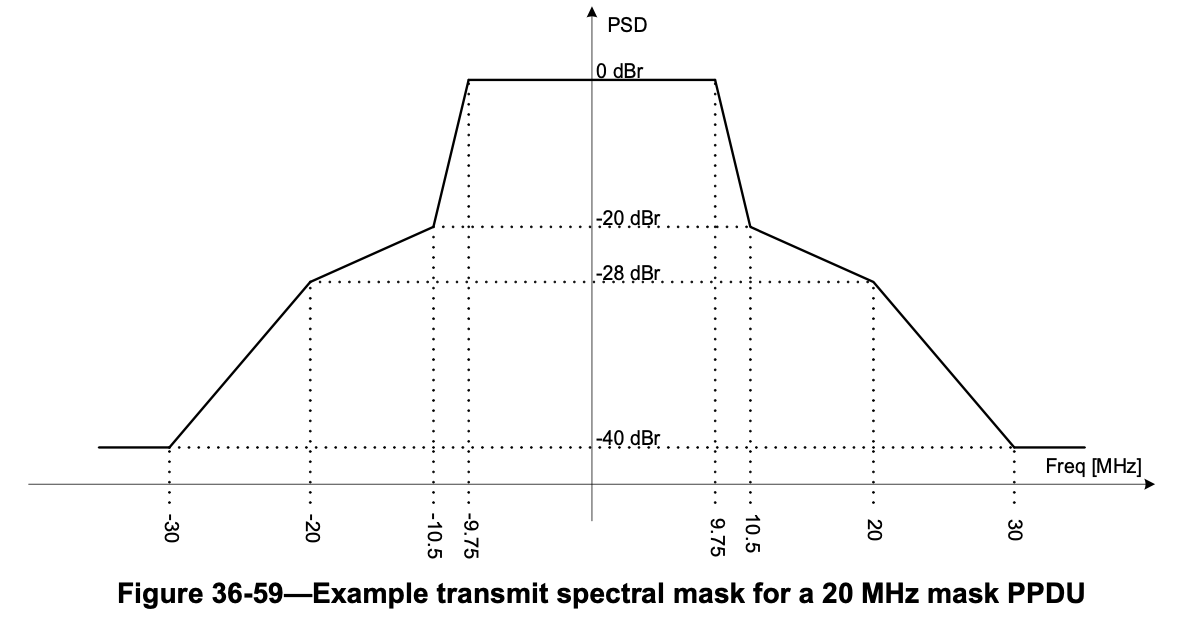 PSD
0 dBr
-20 dBr
-28 dBr
-40 dBr
Freq [MHz]
-30
-20
-10.5
-9.75
9.75
10.5
20
30
Figure 36-59—Example transmit spectral mask for a 20 MHz mask PPDU